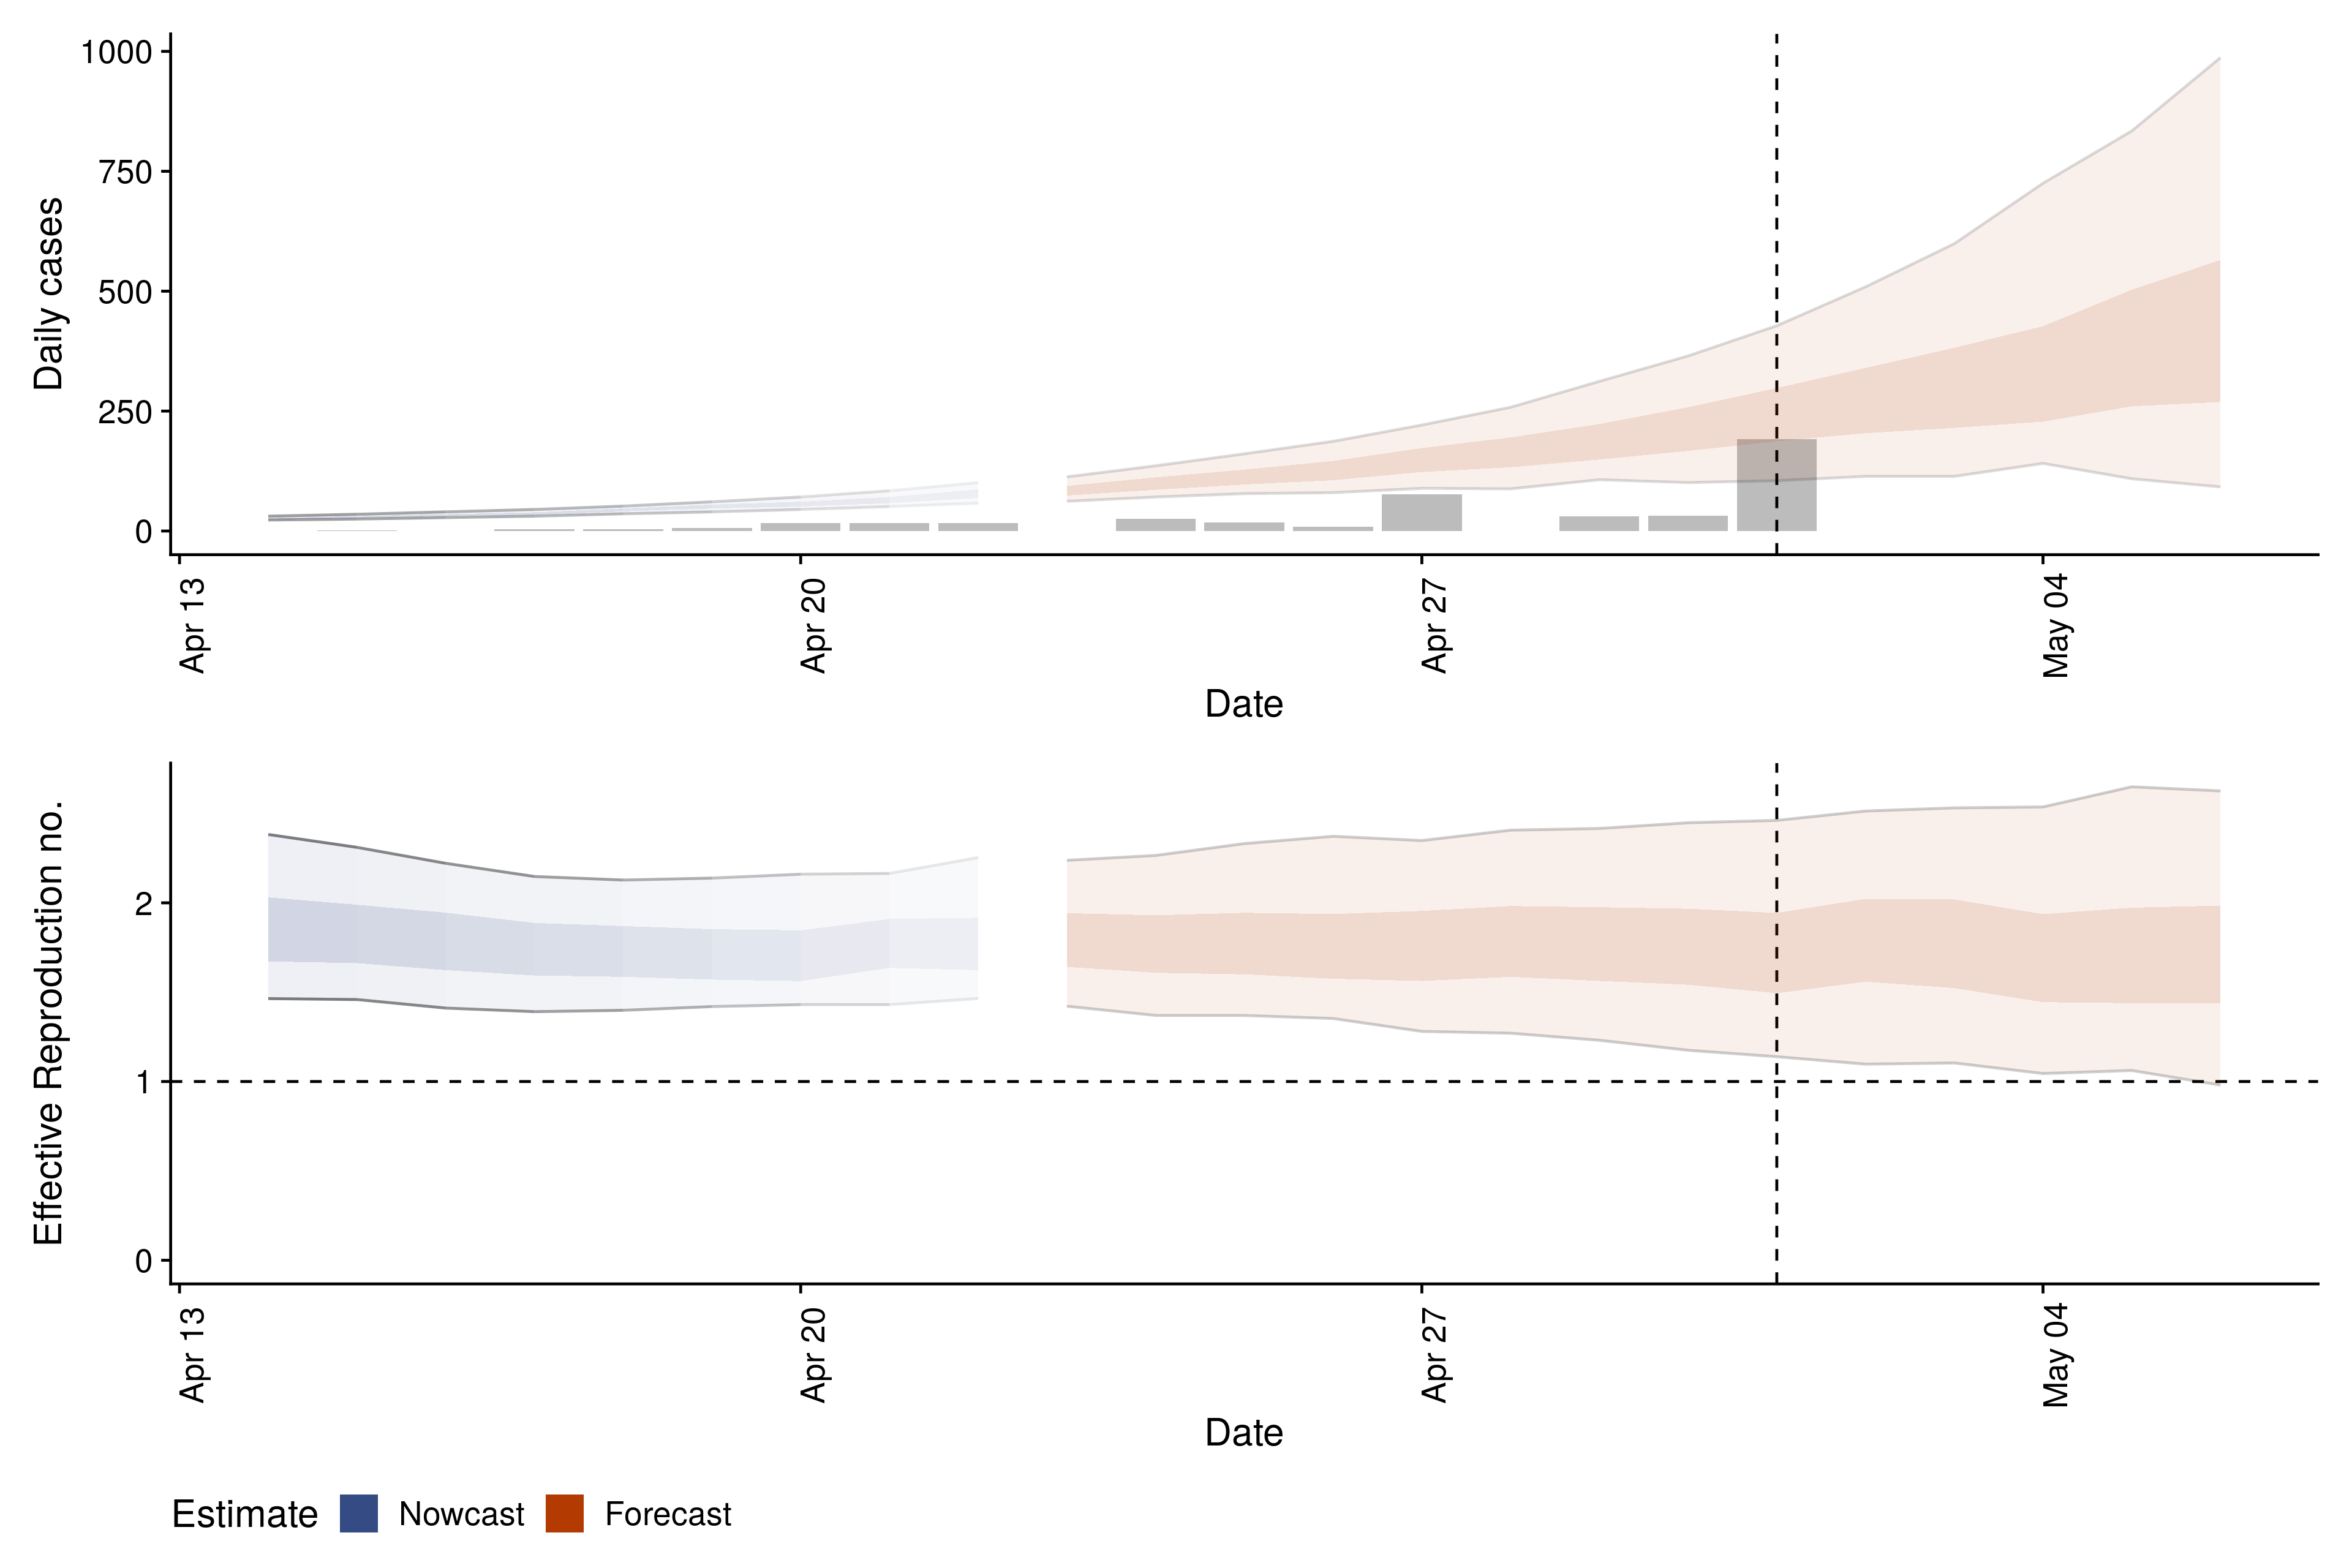 Daily cases
1000
750
500
250
0
Apr 13
Apr 20
Apr 27
May 04
Date
Effective Reproduction no.
2
1
0
Apr 13
Apr 20
Apr 27
May 04
Date
Estimate Nowcast Forecast